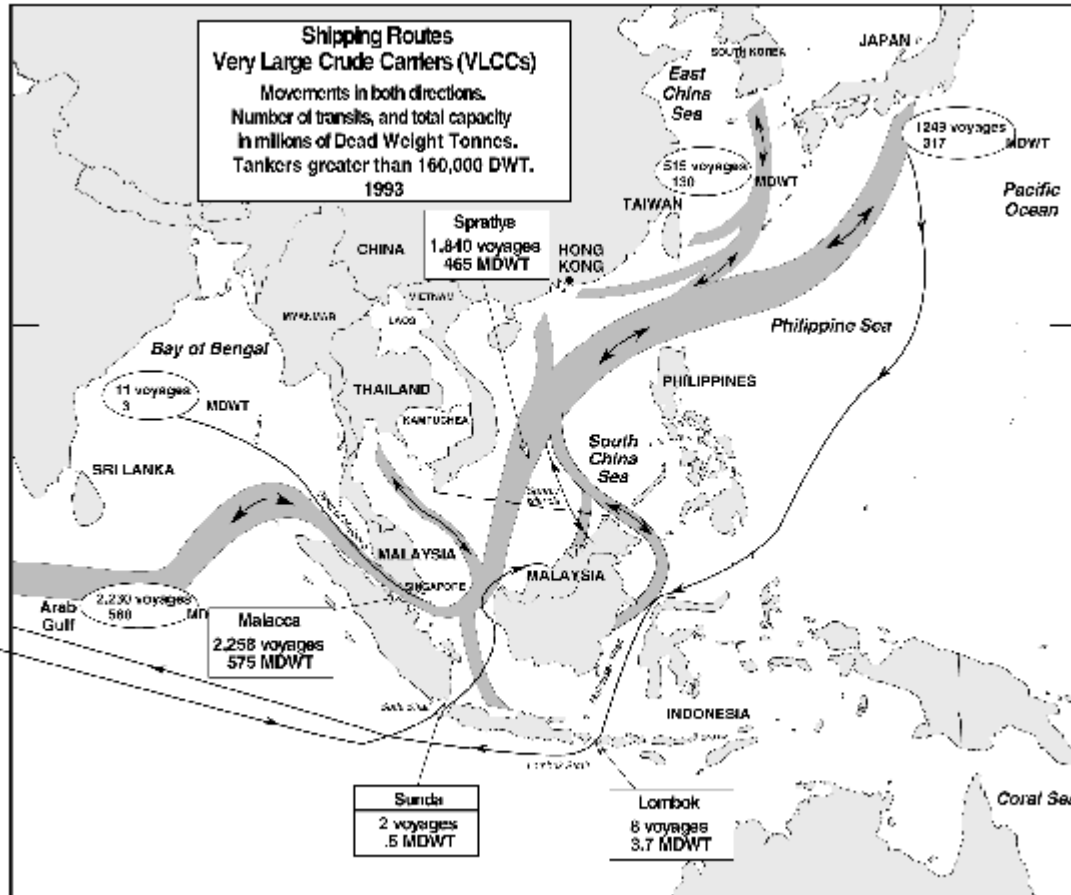 Shipping Routes
Very Large Crude Carriers (VLCCs)
Movements in both directions.
Number of transits, and total capacity
in millions of Dead Weight Tonnes.
Tankers greater than 160,000 DWT.
1993
SOUTH KOREA
JAPAN
East
China
Sea
1249 voyages
317 MDWT
515 voyages
130 MDWT
TAIWAN
Pacific
Ocean
Spratlye
1,840 voyages
465 MDWT
CHINA
HONG
KONG
VIETNAM
LAOS
MYANMAR
Philippine Sea
Bay of Bengal
THAILAND
PHILIPPINES
11 voyages
3 MDWT
KAMPUCHEA
South
China
Sea
SRI LANKA
MALAYSIA
SINGAPORE
MALAYSIA
2,230 voyages
568
Arab
Gulf
Malacca
2,258 voyages
575 MDWT
INDONESIA
Sunda
2 voyages
.5 MDWT
Lombok
Coral Sea
3.7 MDWT